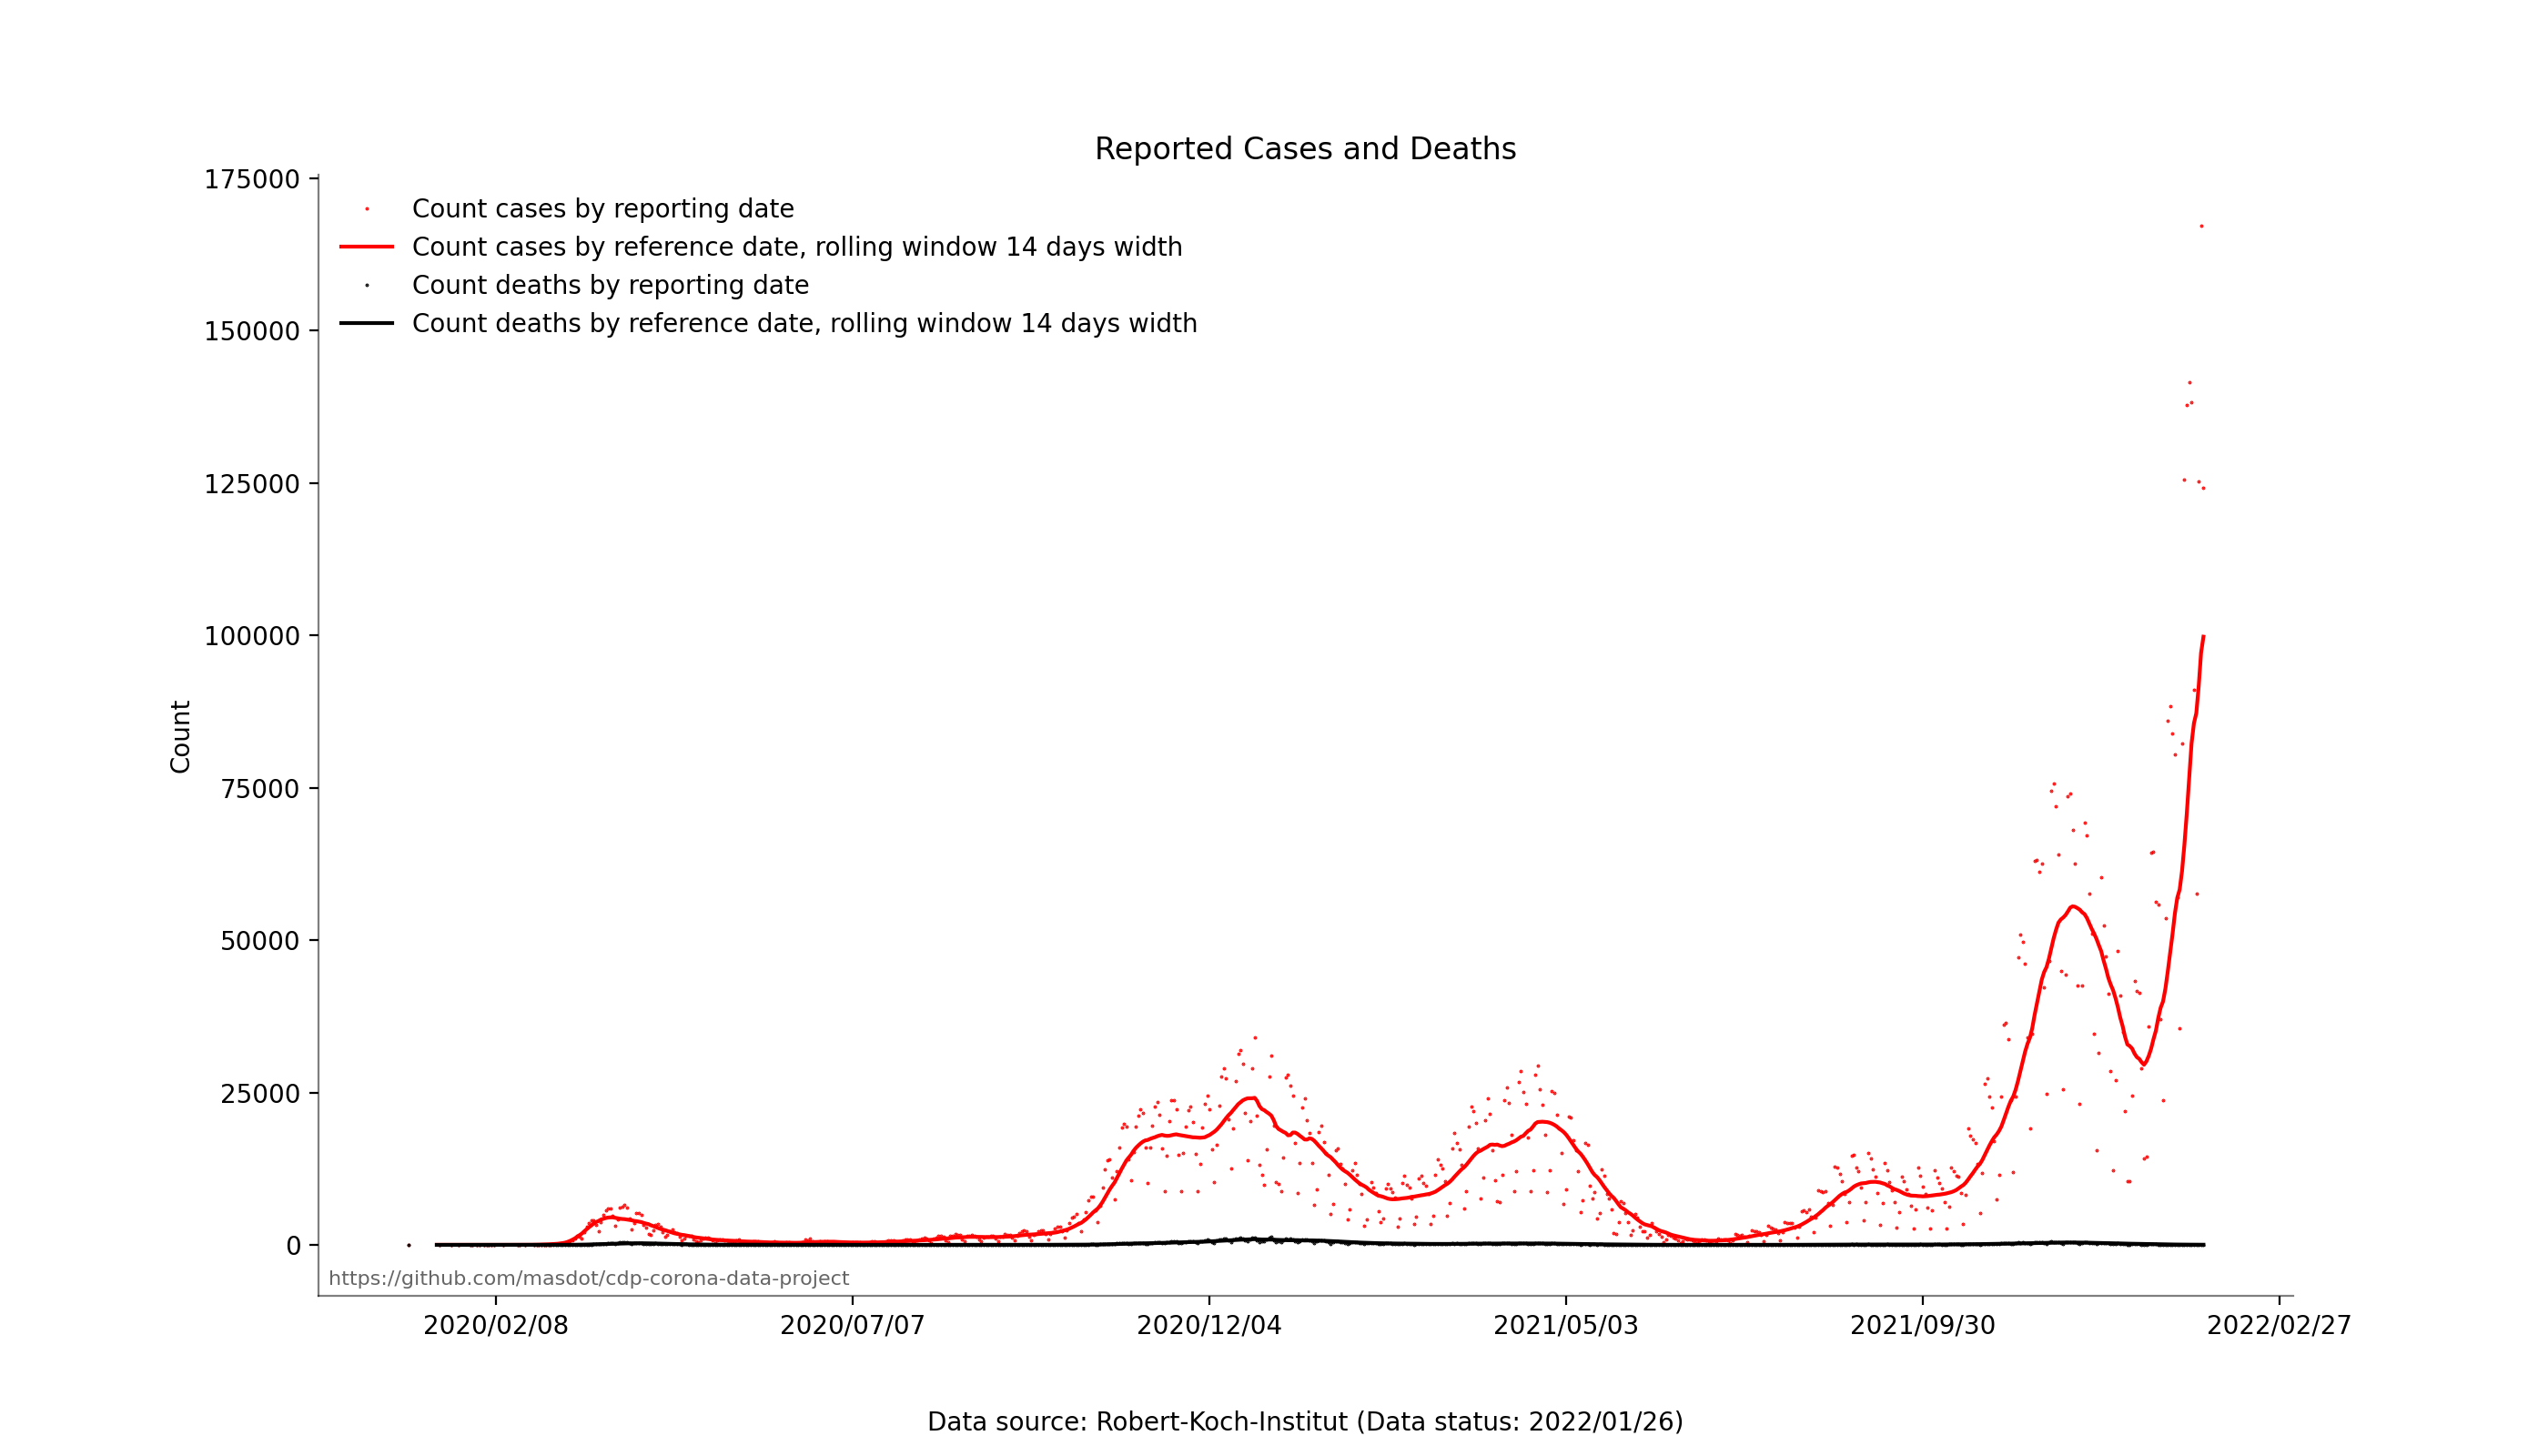 Reported Cases and Deaths
175000
150000
125000
100000
75000
50000
25000
0
Count
Count cases by reporting date
Count cases by reference date, rolling window 14 days width
Count deaths by reporting date
Count deaths by reference date, rolling window 14 days width
https://github.com/masdot/cdp-corona-data-project
2020/02/08 2020/07/07 2020/12/04 2021/05/03 2021/09/30 2022/02/27
Data source: Robert-Koch-Institut (Data status: 2022/01/26)